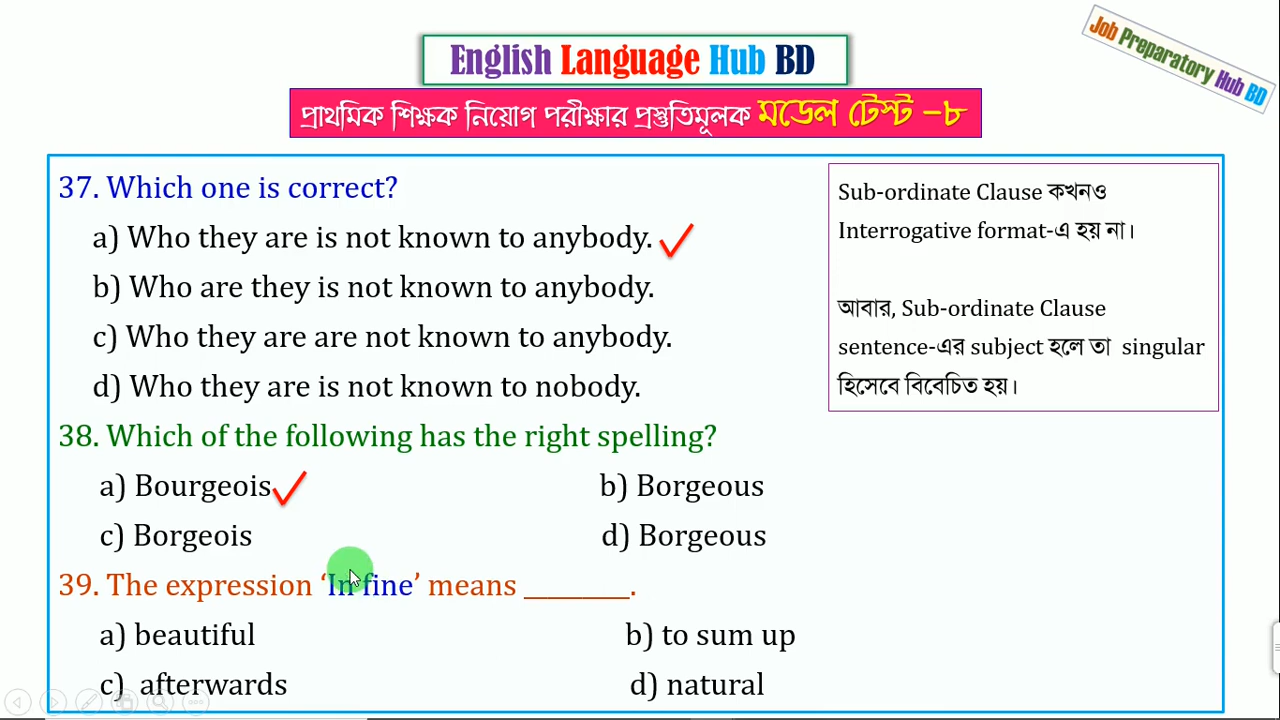 Job Preparatory Hub BD
English Language Hub BD
প্রাথমিক শিক্ষক নিয়োগ পরীক্ষার প্রস্তুতিমূলক মডেল টেস্ট –৮
37. Which one is correct?
a) Who they are is not known to anybody.
b) Who are they is not known to anybody.
c) Who they are are not known to anybody.
d) Who they are is not known to nobody.
Sub-ordinate Clause কখনও
Interrogative format-এ হয় না।
আবার, Sub-ordinate Clause
sentence-এর subject হলে তা singular
হিসেবে বিবেচিত হয়।
38. Which of the following has the right spelling?
a) Bourgeois b) Borgeous
c) Borgeois d) Borgeous
39. The expression ‘In fine’ means _________.
a) beautiful b) to sum up
c) afterwards d) natural